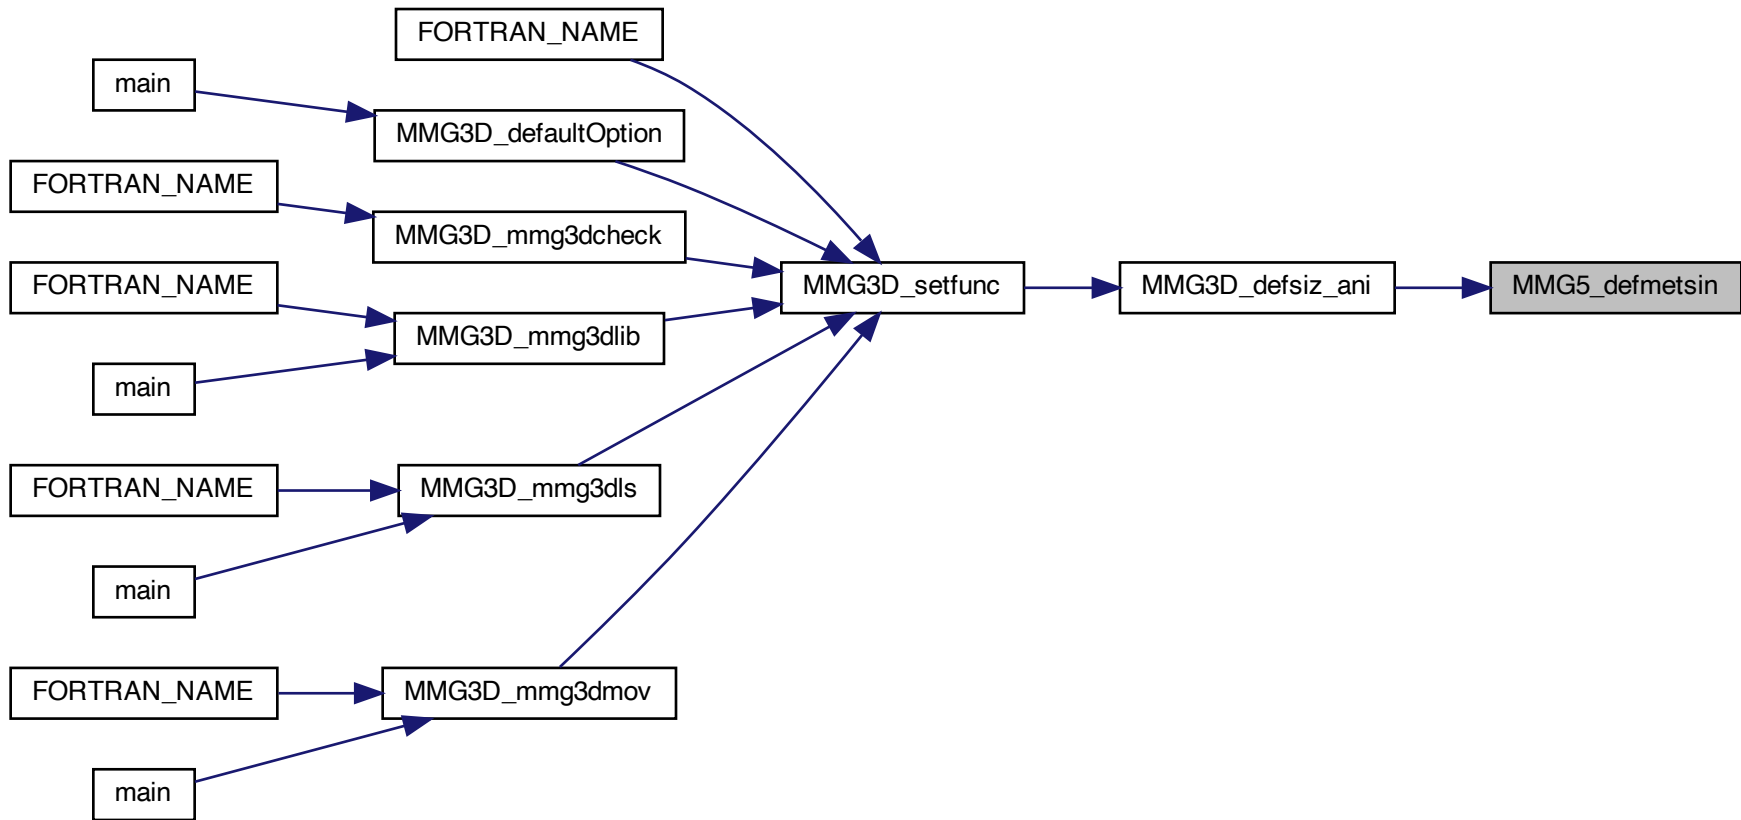 FORTRAN_NAME
main
MMG3D_defaultOption
FORTRAN_NAME
MMG3D_mmg3dcheck
FORTRAN_NAME
MMG3D_setfunc
MMG3D_defsiz_ani
MMG5_defmetsin
MMG3D_mmg3dlib
main
FORTRAN_NAME
MMG3D_mmg3dls
main
FORTRAN_NAME
MMG3D_mmg3dmov
main